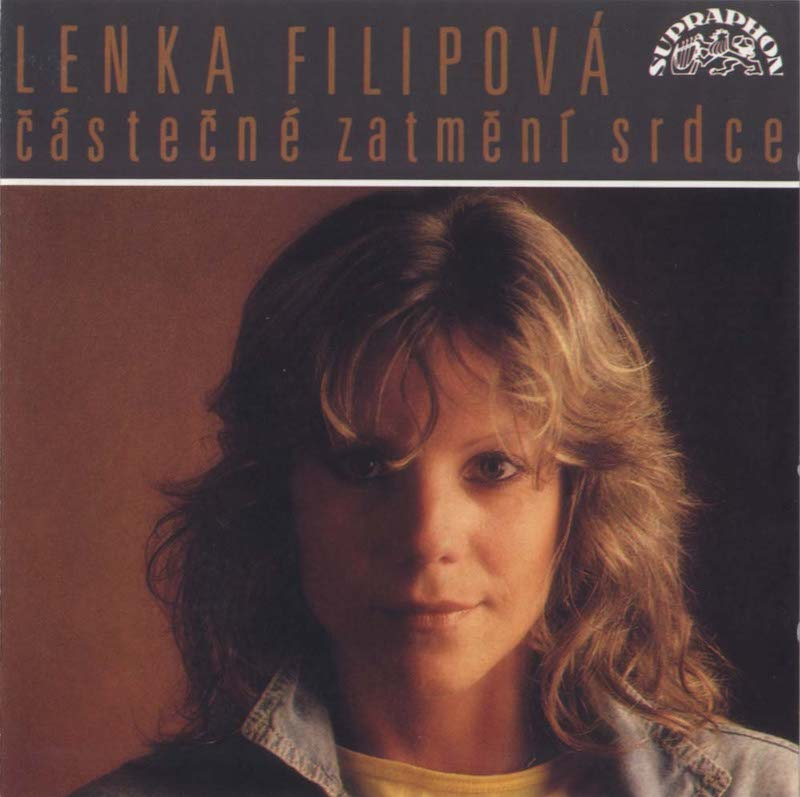 LENKA FILIPOVÁ
SUPRAPHON
částečné zatmění srdce